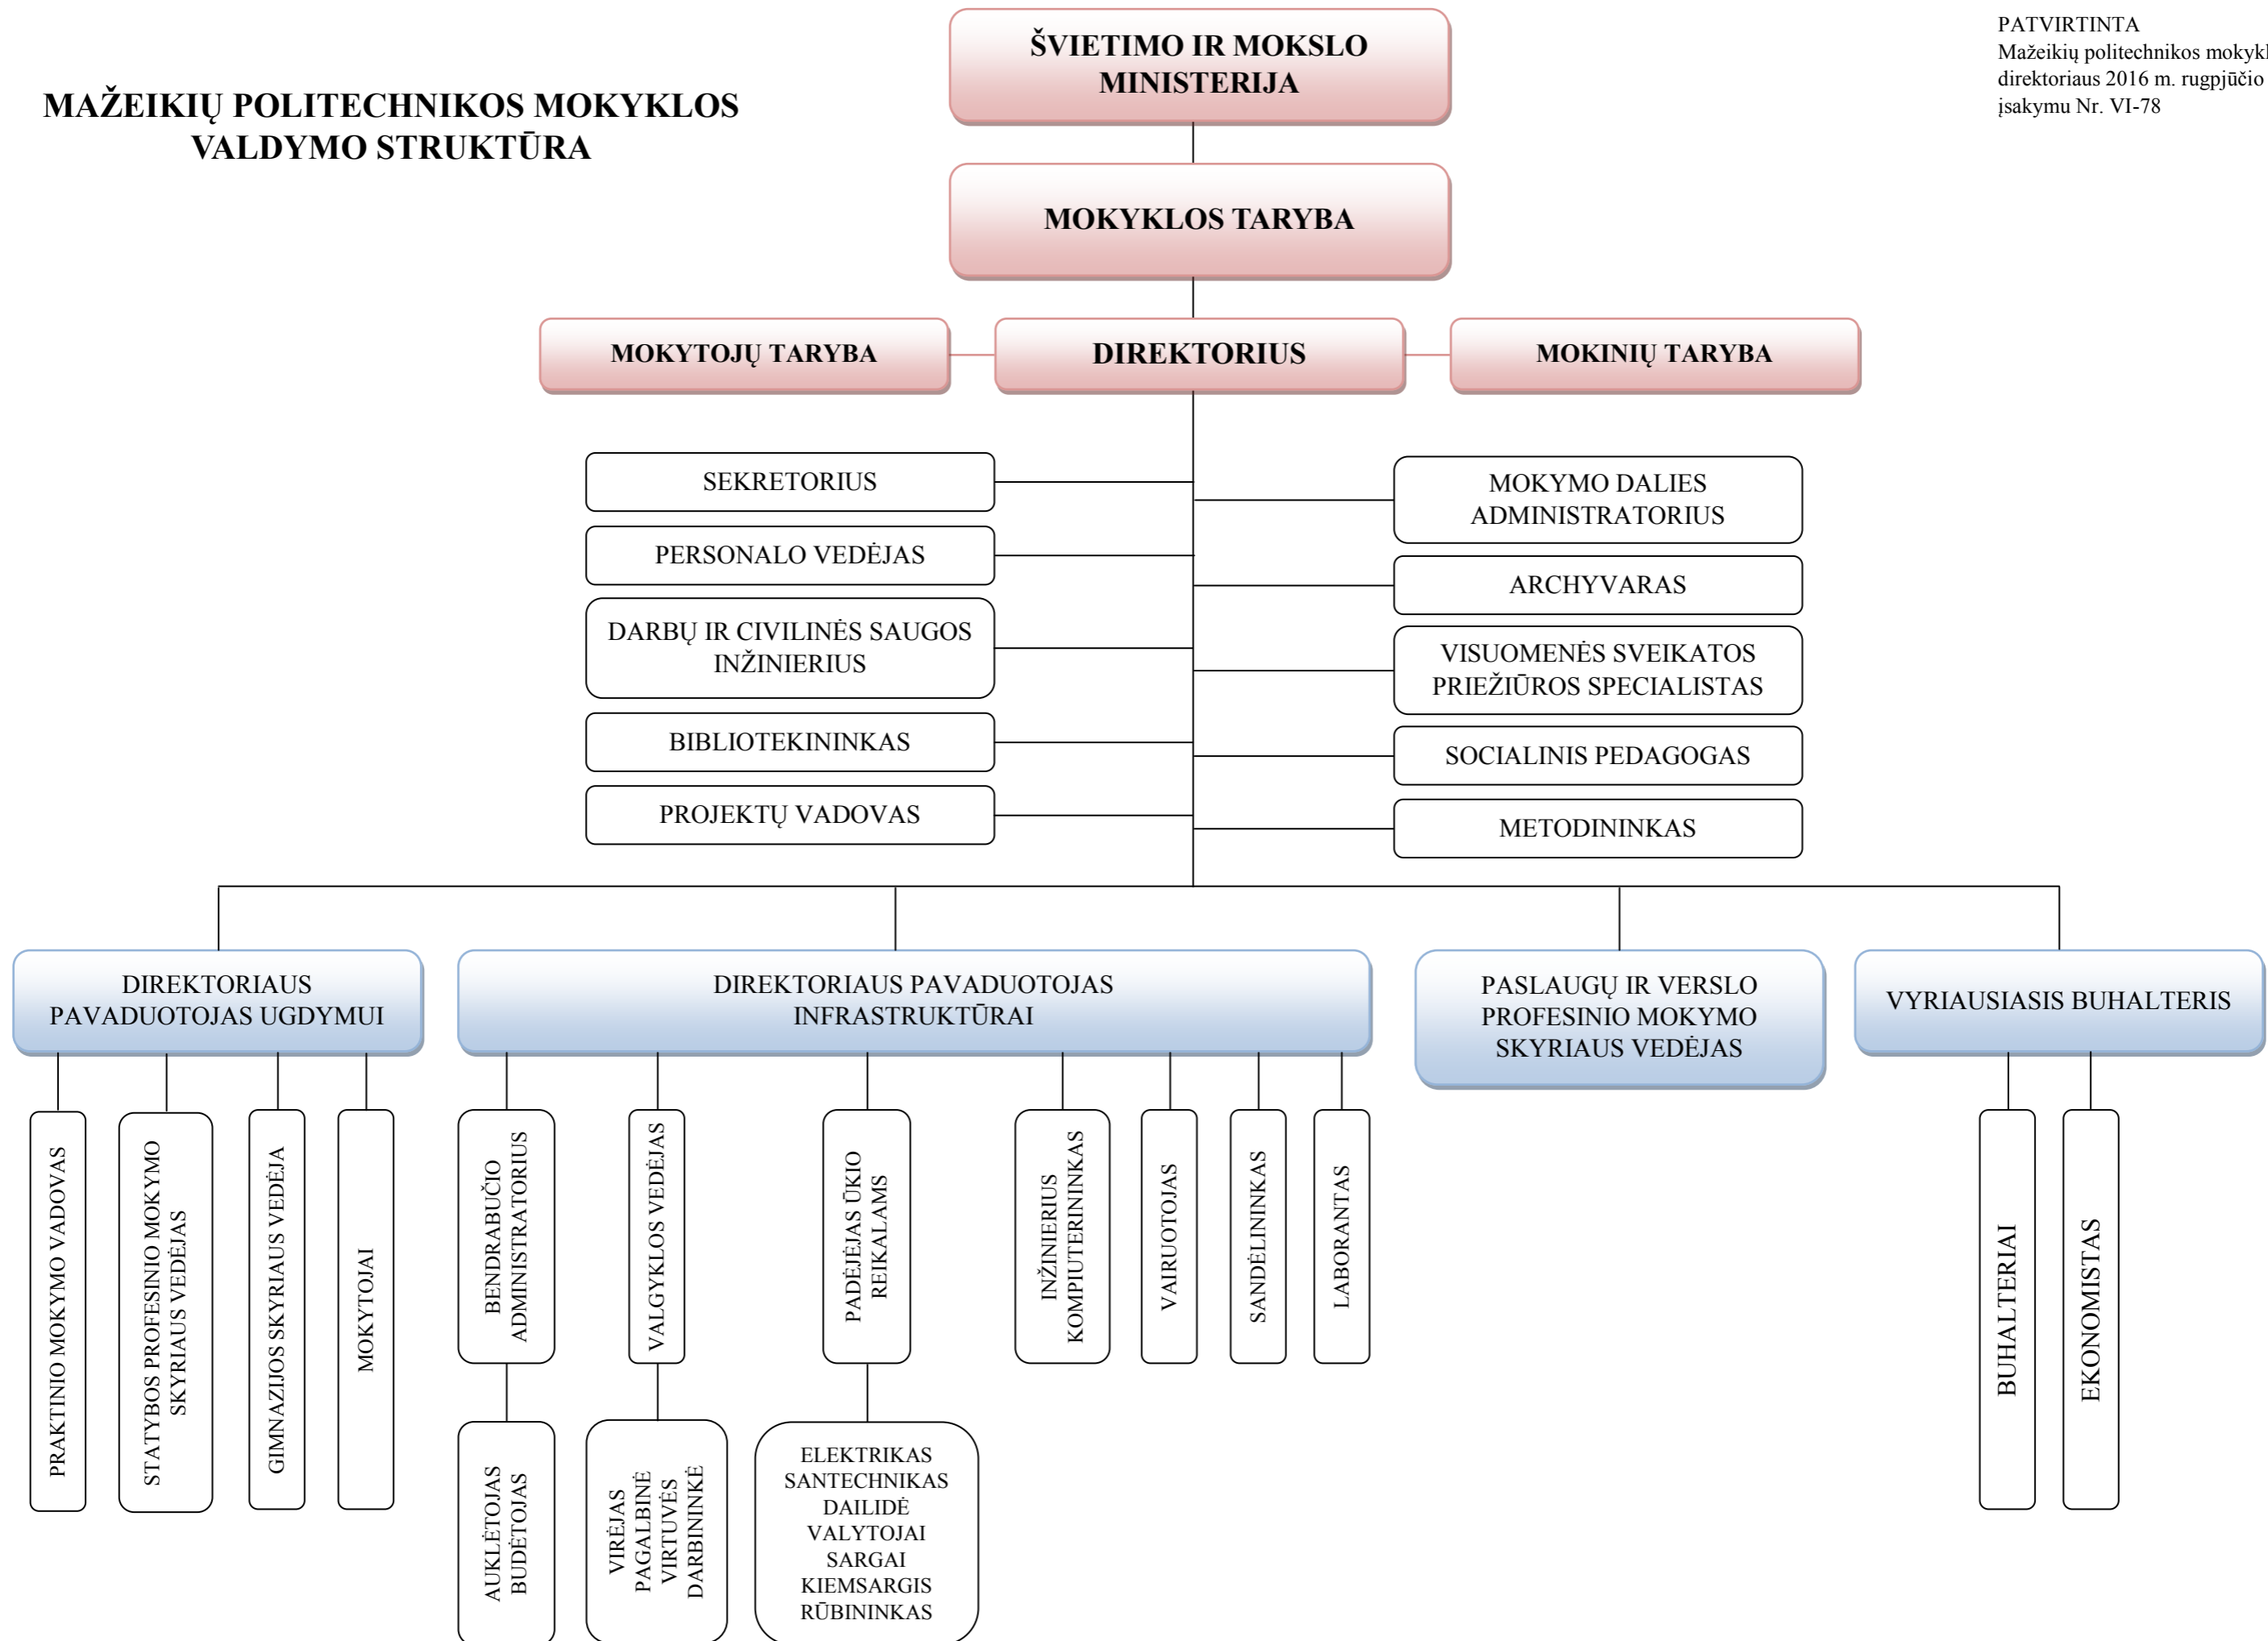 PATVIRTINTA
Mažeikių politechnikos
direktoriaus 2016 m. rugpjūčio
įsakymu Nr. VI-78
MAŽEIKIŲ POLITECHNIKOS MOKYKLOS
VALDYMO STRUKTŪRA
ŠVIETIMO IR MOKSLO
MINISTERIJA
MOKYKLOS TARYBA
MOKYTOJŲ TARYBA
DIREKTORIUS
MOKINIŲ TARYBA
SEKRETORIUS
PERSONALO VEDĖJAS
DARBŲ IR CIVILINĖS SAUGOS
INŽINIERIUS
BIBLIOTEKININKAS
PROJEKTŲ VADOVAS
MOKYMO DALIES
ADMINISTRATORIUS
ARCHYVARAS
VISUOMENĖS SVEIKATOS
PRIEŽIŪROS SPECIALISTAS
SOCIALINIS PEDAGOGAS
METODININKAS
DIREKTORIAUS
PAVADUOTOJAS UGDYMUI
DIREKTORIAUS PAVADUOTOJAS
INFRASTRUKTŪRAI
PASLAUGŲ IR VERSLO
PROFESINIO MOKYMO
SKYRIAUS VEDĖJAS
VYRIAUSIASIS BUHALTERIS
PRAKTINIO MOKYMO VADOVAS
STATYBOS PROFESINIO MOKYMO
SKYRIAUS VEDĖJAS
GIMNAZIJOS SKYRIAUS VEDĖJA
MOKYTOJAI
BENDRABUČIO
ADMINISTRATORIUS
VALGYKLOS VEDĖJAS
PADĖJĖJAS ŪKIO
REIKALAMS
INŽINIERIUS
KOMPIUTERININKAS
VAIRUOTOJAS
SANDĖLININKAS
LABORANTAS
BUHALTERIAI
EKONOMISTAS
AUKLĖTOJAS
BUDĖTOJAS
VIRĖJAS
PAGALBINĖ
VIRTUVĖS
DARBININKĖ
ELEKTRIKAS
SANTECHNIKAS
DAILIDĖ
VALYTOJAI
SARGAI
KIEMSARGIS
RŪBININKAS